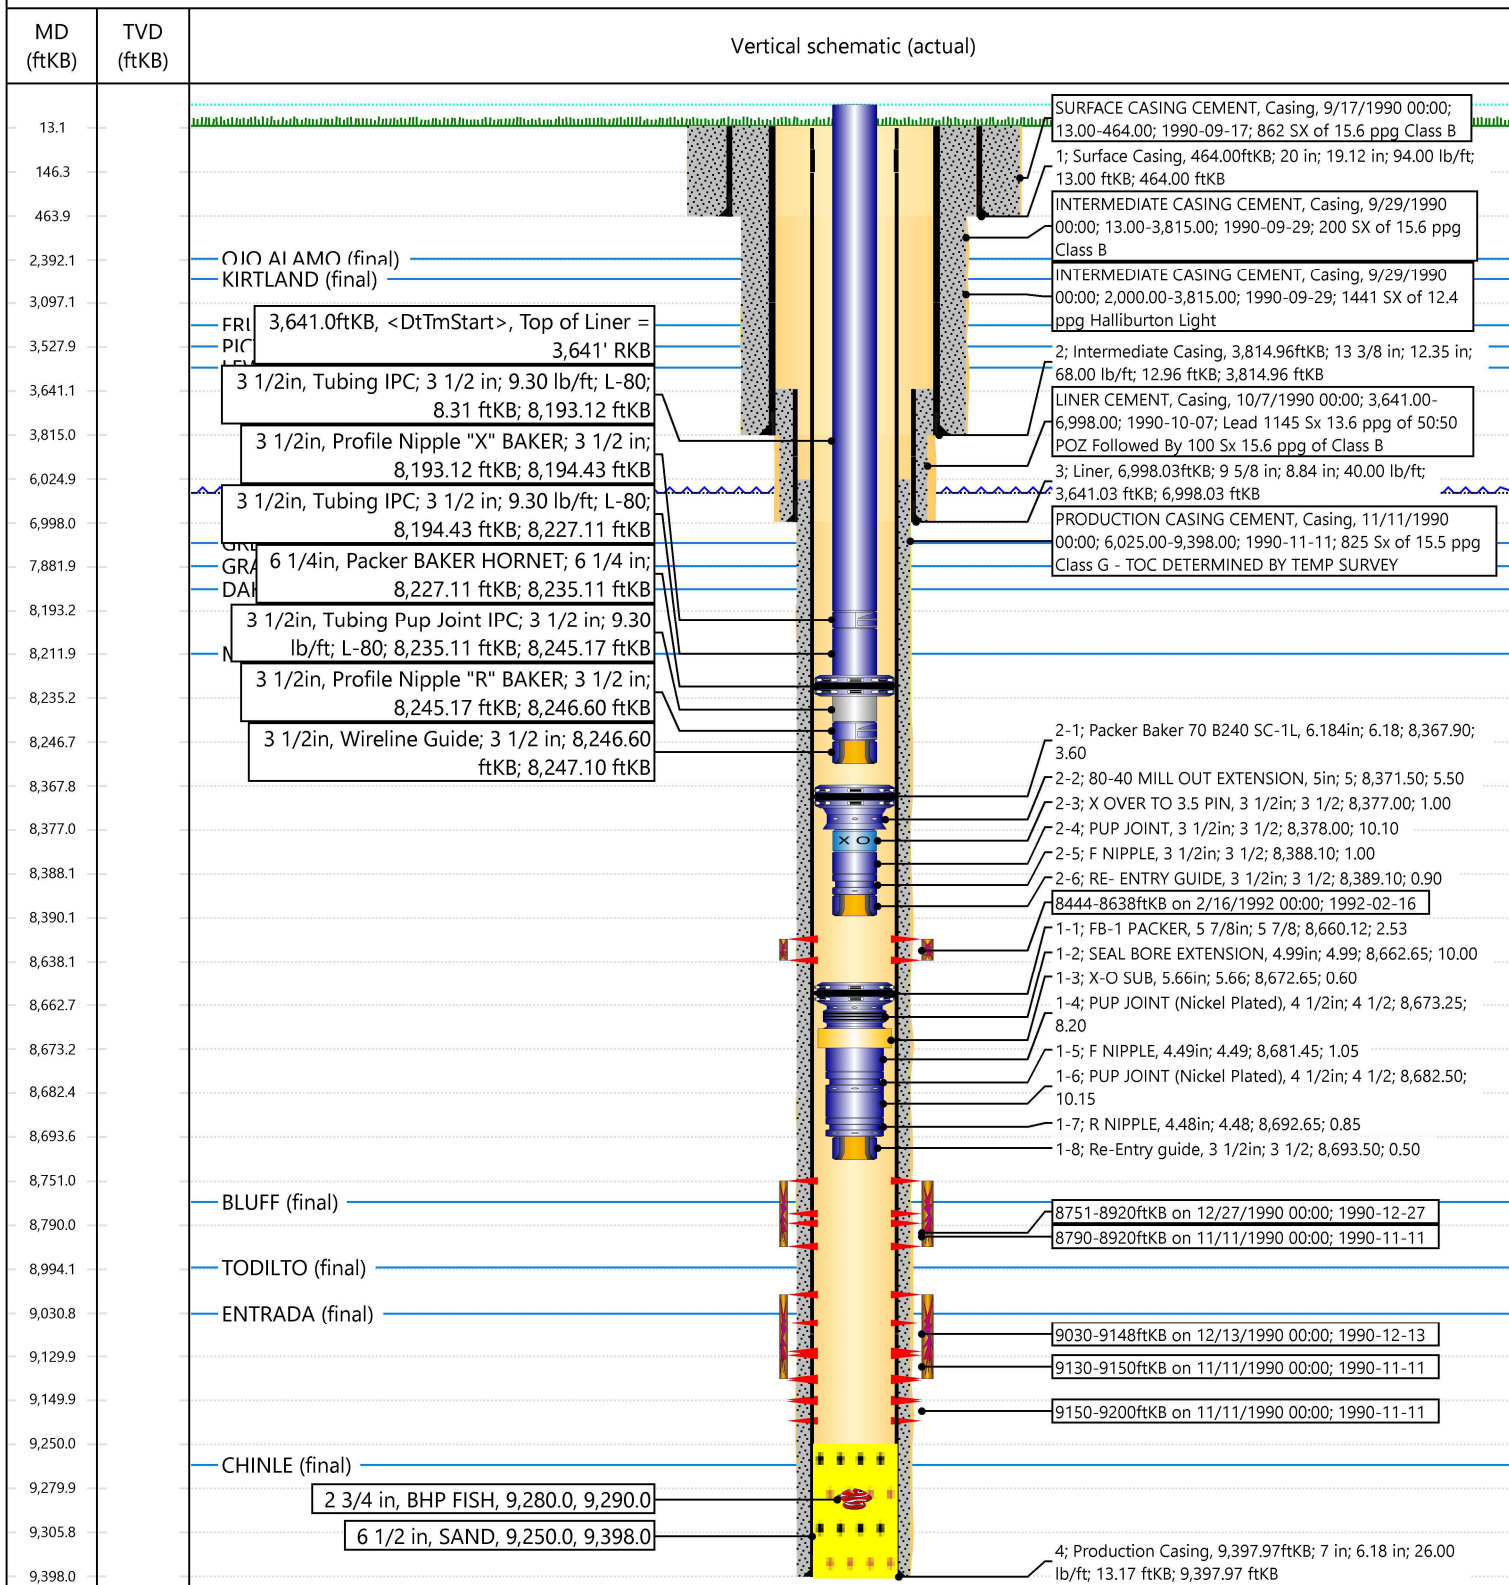 MD
(ftKB)
TVD
(ftKB)
Vertical schematic (actual)
13.1
146.3
463.9
2,392.1
3,097.1
3,527.9
3,641.1
3,815.0
6,024.9
6,998.0
7,881.9
8,193.2
8,211.9
8,235.2
8,246.7
8,367.8
8,377.0
8,388.1
8,390.1
8,638.1
8,662.7
8,673.2
8,682.4
8,693.6
8,751.0
8,790.0
8,994.1
9,030.8
9,129.9
9,149.9
9,250.0
9,279.9
9,305.8
9,398.0
OJO ALAMO (final)
KIRTLAND (final)
3,641.0ftKB, <DtTmStart>, Top of Liner =
3,641' RKB
3 1/2in, Tubing IPC; 3 1/2 in; 9.30 lb/ft; L-80;
8.31 ftKB; 8,193.12 ftKB
3 1/2in, Profile Nipple "X" BAKER; 3 1/2 in;
8,193.12 ftKB; 8,194.43 ftKB
3 1/2in, Tubing IPC; 3 1/2 in; 9.30 lb/ft; L-80;
8,194.43 ftKB; 8,227.11 ftKB
6 1/4in, Packer BAKER HORNET; 6 1/4 in;
8,227.11 ftKB; 8,235.11 ftKB
3 1/2in, Tubing Pup Joint IPC; 3 1/2 in; 9.30
lb/ft; L-80; 8,235.11 ftKB; 8,245.17 ftKB
3 1/2in, Profile Nipple "R" BAKER; 3 1/2 in;
8,245.17 ftKB; 8,246.60 ftKB
3 1/2in, Wireline Guide; 3 1/2 in; 8,246.60
ftKB; 8,247.10 ftKB
BLUFF (final)
TODILTO (final)
ENTRADA (final)
CHINLE (final)
2 3/4 in, BHP FISH, 9,280.0, 9,290.0
6 1/2 in, SAND, 9,250.0, 9,398.0
X O
SURFACE CASING CEMENT, Casing, 9/17/1990 00:00;
13.00-464.00; 1990-09-17; 862 SX of 15.6 ppg Class B
1; Surface Casing, 464.00ftKB; 20 in; 19.12 in; 94.00 lb/ft;
13.00 ftKB; 464.00 ftKB
INTERMEDIATE CASING CEMENT, Casing, 9/29/1990
00:00; 13.00-3,815.00; 1990-09-29; 200 SX of 15.6 ppg
Class B
INTERMEDIATE CASING CEMENT, Casing, 9/29/1990
00:00; 2,000.00-3,815.00; 1990-09-29; 1441 SX of 12.4
ppg Halliburton Light
2; Intermediate Casing, 3,814.96ftKB; 13 3/8 in; 12.35 in;
68.00 lb/ft; 12.96 ftKB; 3,814.96 ftKB
LINER CEMENT, Casing, 10/7/1990 00:00; 3,641.00-
6,998.00; 1990-10-07; Lead 1145 Sx 13.6 ppg of 50:50
POZ Followed By 100 Sx 15.6 ppg of Class B
3; Liner, 6,998.03ftKB; 9 5/8 in; 8.84 in; 40.00 lb/ft;
3,641.03 ftKB; 6,998.03 ftKB
PRODUCTION CASING CEMENT, Casing, 11/11/1990
00:00; 6,025.00-9,398.00; 1990-11-11; 825 Sx of 15.5 ppg
Class G - TOC DETERMINED BY TEMP SURVEY
2-1; Packer Baker 70 B240 SC-1L, 6.184in; 6.18; 8,367.90;
3.60
2-2; 80-40 MILL OUT EXTENSION, 5in; 5; 8,371.50; 5.50
2-3; X OVER TO 3.5 PIN, 3 1/2in; 3 1/2; 8,377.00; 1.00
2-4; PUP JOINT, 3 1/2in; 3 1/2; 8,378.00; 10.10
2-5; F NIPPLE, 3 1/2in; 3 1/2; 8,388.10; 1.00
2-6; RE- ENTRY GUIDE, 3 1/2in; 3 1/2; 8,389.10; 0.90
8444-8638ftKB on 2/16/1992 00:00; 1992-02-16
1-1; FB-1 PACKER, 5 7/8in; 5 7/8; 8,660.12; 2.53
1-2; SEAL BORE EXTENSION, 4.99in; 4.99; 8,662.65; 10.00
1-3; X-O SUB, 5.66in; 5.66; 8,672.65; 0.60
1-4; PUP JOINT (Nickel Plated), 4 1/2in; 4 1/2; 8,673.25;
8.20
1-5; F NIPPLE, 4.49in; 4.49; 8,681.45; 1.05
1-6; PUP JOINT (Nickel Plated), 4 1/2in; 4 1/2; 8,682.50;
10.15
1-7; R NIPPLE, 4.48in; 4.48; 8,692.65; 0.85
1-8; Re-Entry guide, 3 1/2in; 3 1/2; 8,693.50; 0.50
8751-8920ftKB on 12/27/1990 00:00; 1990-12-27
8790-8920ftKB on 11/11/1990 00:00; 1990-11-11
9030-9148ftKB on 12/13/1990 00:00; 1990-12-13
9130-9150ftKB on 11/11/1990 00:00; 1990-11-11
9150-9200ftKB on 11/11/1990 00:00; 1990-11-11
4; Production Casing, 9,397.97ftKB; 7 in; 6.18 in; 26.00
lb/ft; 13.17 ftKB; 9,397.97 ftKB